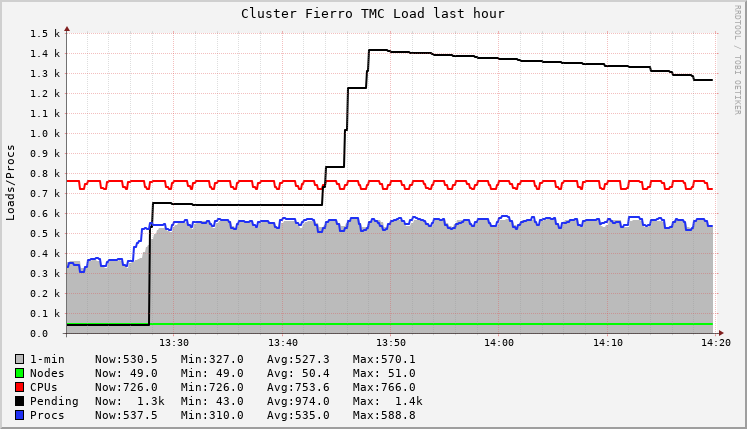 Cluster Fierro TMC Load last hour
RRDTOOL / TOBI OETIKER
Loads/Procs
1.5 k
1.4 k
1.3 k
1.2 k
1.1 k
1.0 k
0.9 k
0.8 k
0.7 k
0.6 k
0.5 k
0.4 k
0.3 k
0.2 k
0.1 k
0.0
13:30 13:40 13:50 14:00 14:10 14:20
1-min Now:530.5 Min:327.0 Avg:527.3 Max:570.1
Nodes Now: 49.0 Min: 49.0 Avg: 50.4 Max: 51.0
CPUs Now:726.0 Min:726.0 Avg:753.6 Max:766.0
Pending Now: 1.3k Min: 43.0 Avg:974.0 Max: 1.4k
Procs Now:537.5 Min:310.0 Avg:535.0 Max:588.8